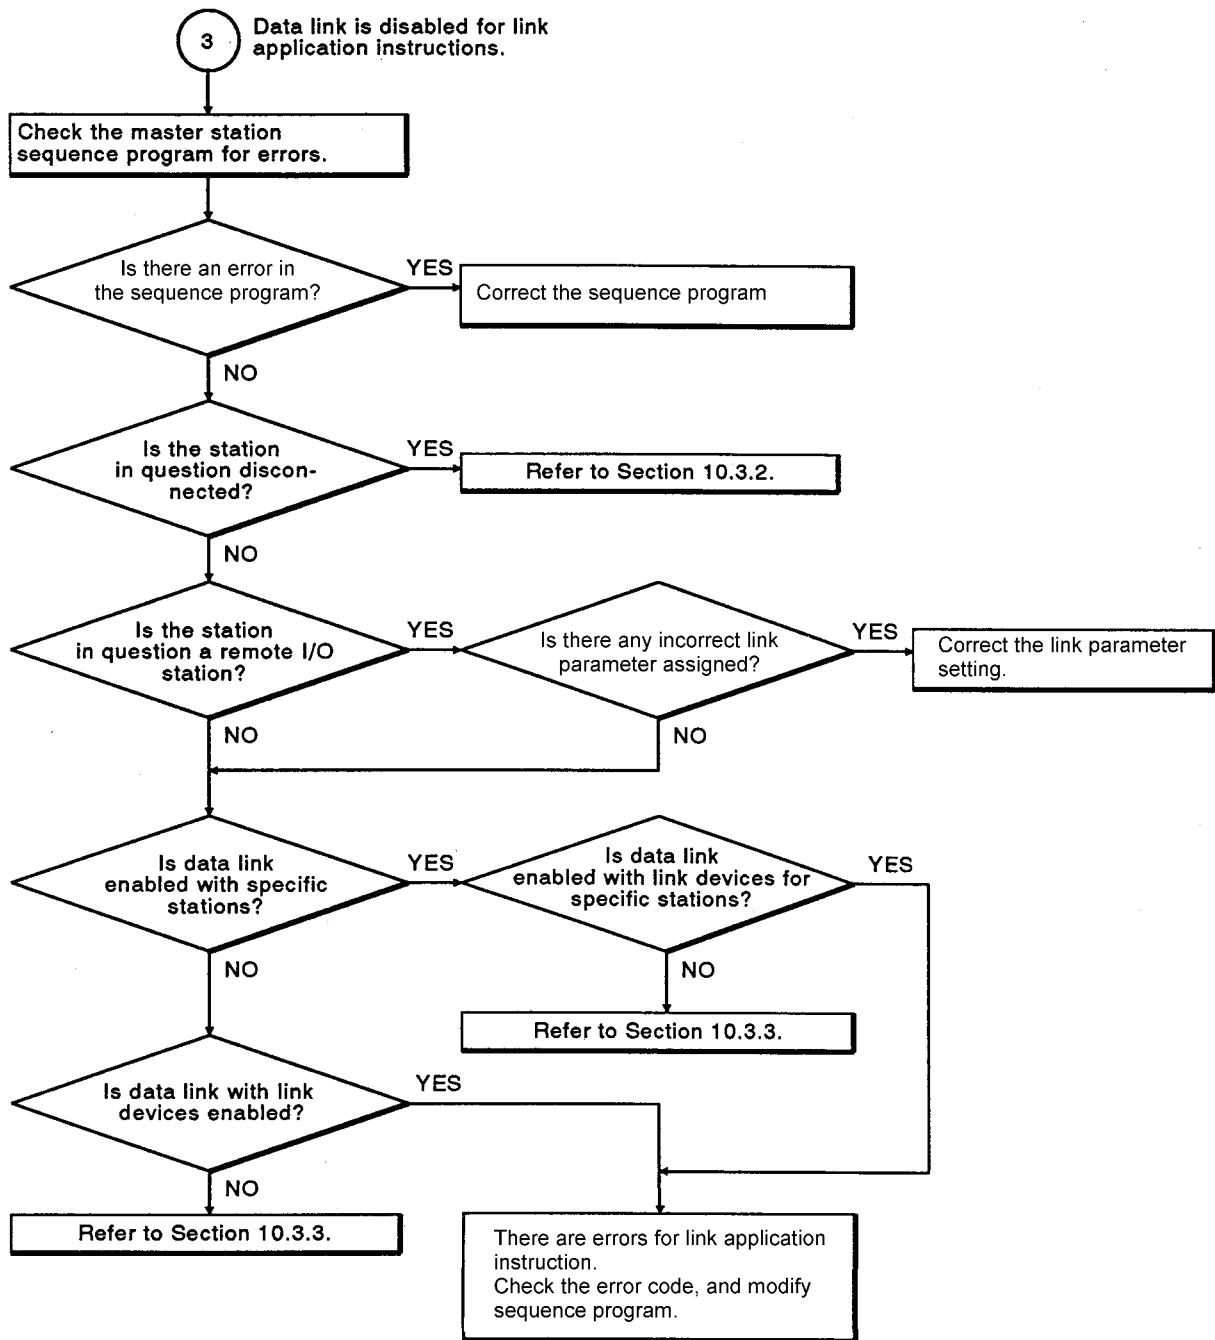 3
Data link is disabled for link
application instructions.
Check the master station
sequence program for errors.
Is there an error in
the sequence program?
YES
Correct the sequence program
NO
Is the station
in question discon-
nected?
YES
Refer to Section 10.3.2.
NO
Is the station
in question a remote I/O
station?
YES
Is there any incorrect link
parameter assigned?
YES
Correct the link parameter
setting.
NO
NO
Is data link
enabled with specific
stations?
YES
Is data link
enabled with link devices for
specific stations?
YES
NO
NO
Refer to Section 10.3.3.
Is data link with link
devices enabled?
YES
NO
Refer to Section 10.3.3.
There are errors for link application
instruction.
Check the error code, and modify
sequence program.